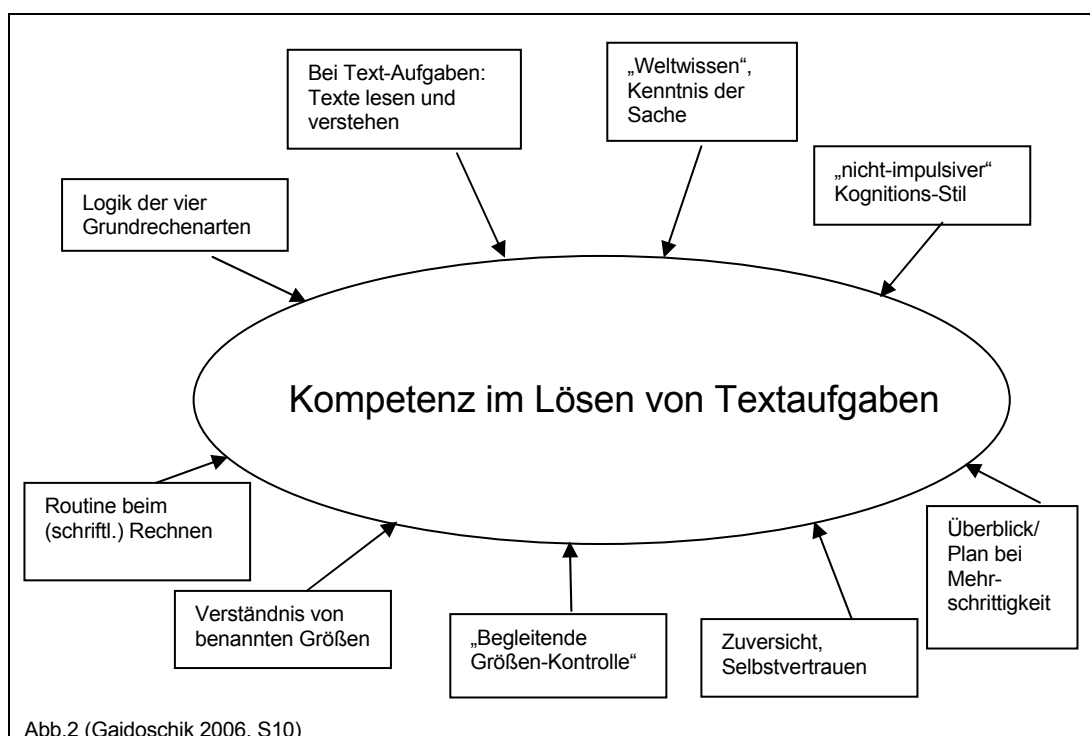 Bei Text-Aufgaben:
Texte lesen und
verstehen
„Weltwissen“,
Kenntnis der
Sache
„nicht-impulsiver“
Kognitions-Stil
Logik der vier
Grundrechenarten
Kompetenz im Lösen von Textaufgaben
Routine beim
(schriftl.) Rechnen
Verständnis von
benannten Größen
„Begleitende
Größen-Kontrolle“
Zuversicht,
Selbstvertrauen
Überblick/
Plan bei
Mehr-
schrittigkeit
Abb.2 (Gaidoschik 2006, S10)